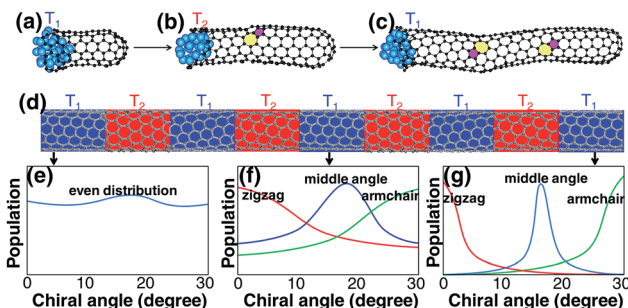 (a) T1 (b) T2 (c) T1
(d) T1 T2 T1 T2 T1 T2 T1 T2 T1
(e) even distribution
(f) zigzag middle angle armchair
(g) zigzag middle angle armchair
Population Population Population
0 10 20 30 0 10 20 30 0 10 20 30
Chiral angle (degree) Chiral angle (degree) Chiral angle (degree)